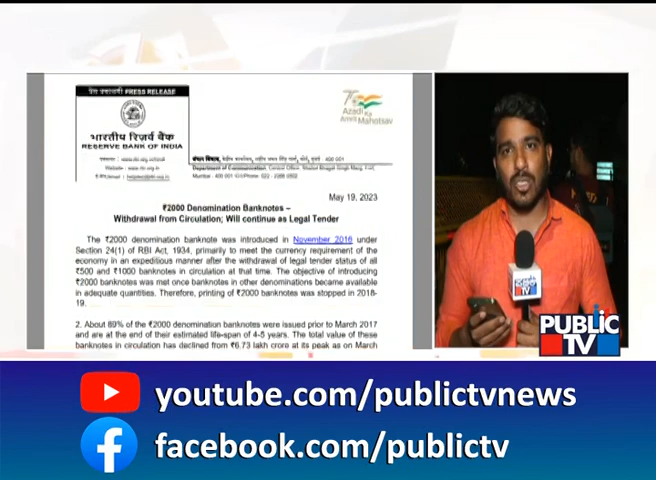 प्रेस प्रकाशनी PRESS RELEASE
भारतीय रिज़र्व बैंक
RESERVE BANK OF INDIA
Azadi Ka
Amrit Mahotsav
May 19, 2023
₹2000 Denomination Banknotes –
Withdrawal from Circulation; Will continue as Legal Tender
The ₹2000 denomination banknote was introduced in November 2016 under
Section 24(1) of RBI Act, 1934, primarily to meet the currency requirement of the
economy in an expeditious manner after the withdrawal of legal tender status of all
₹500 and ₹1000 banknotes in circulation at that time. The objective of introducing
₹2000 banknotes was met once banknotes in other denominations became available
in adequate quantities. Therefore, printing of ₹2000 banknotes was stopped in 2018-
19.
2. About 89% of the ₹2000 denomination banknotes were issued prior to March 2017
and are at the end of their estimated life-span of 4-5 years. The total value of these
banknotes in circulation has declined from ₹6.73 lakh crore at its peak as on March
PUBLIC
TV
youtube.com/publictvnews
facebook.com/publictv